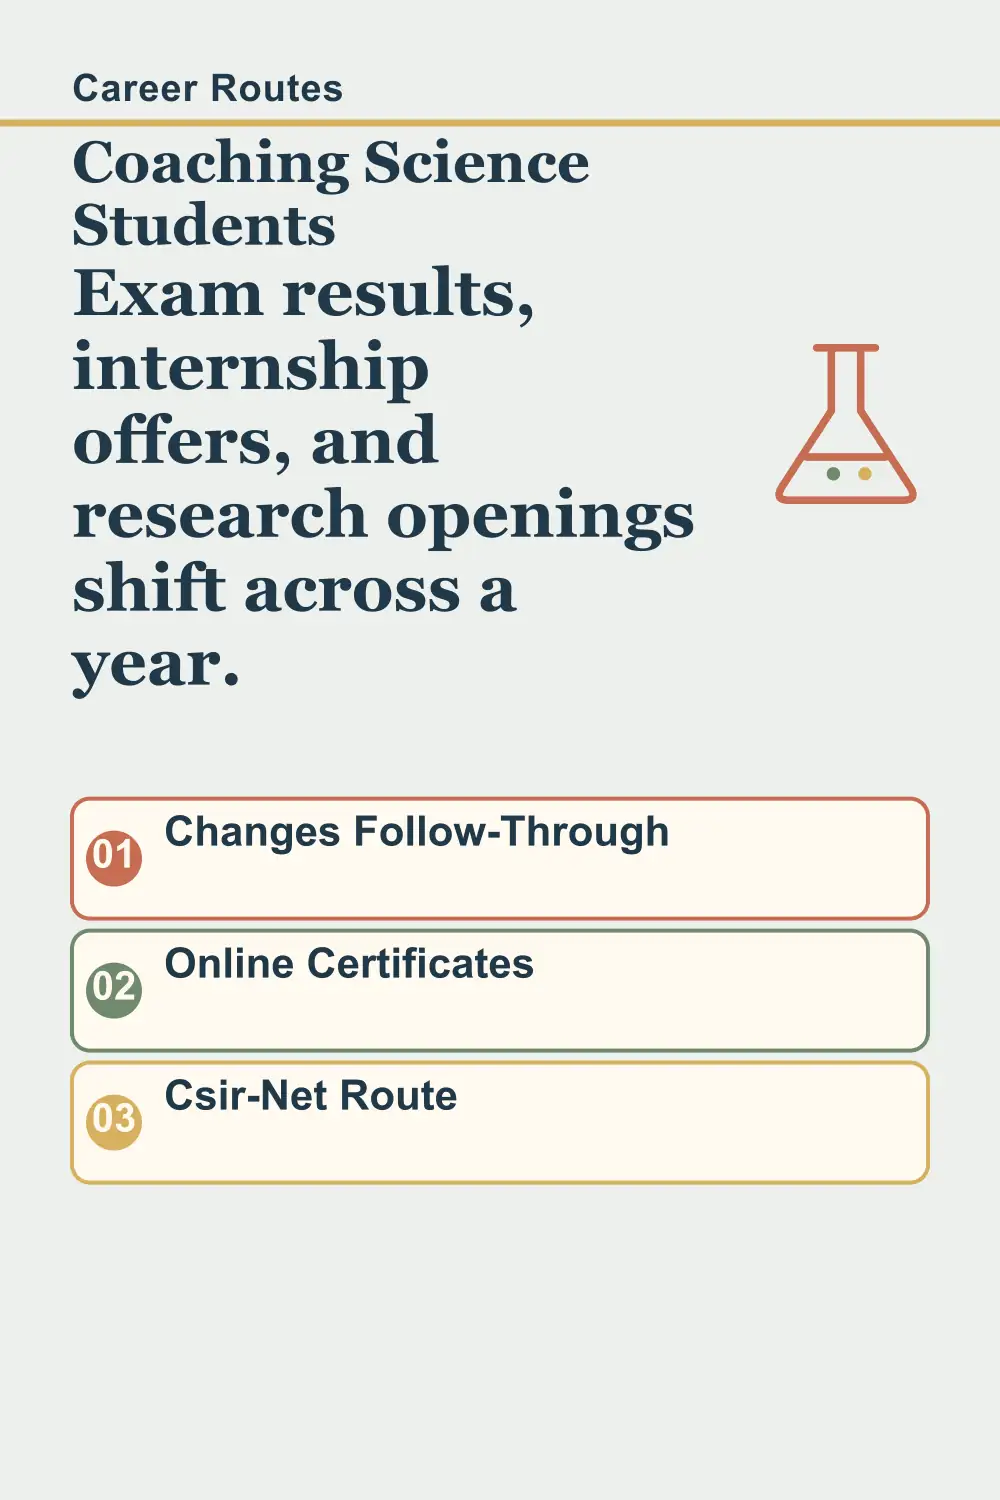 Career Routes
Coaching Science
Students
Exam results,
internship
offers, and
research openings
shift across a
year.
01
Changes Follow-Through
02
Online Certificates
03
Csir-Net Route